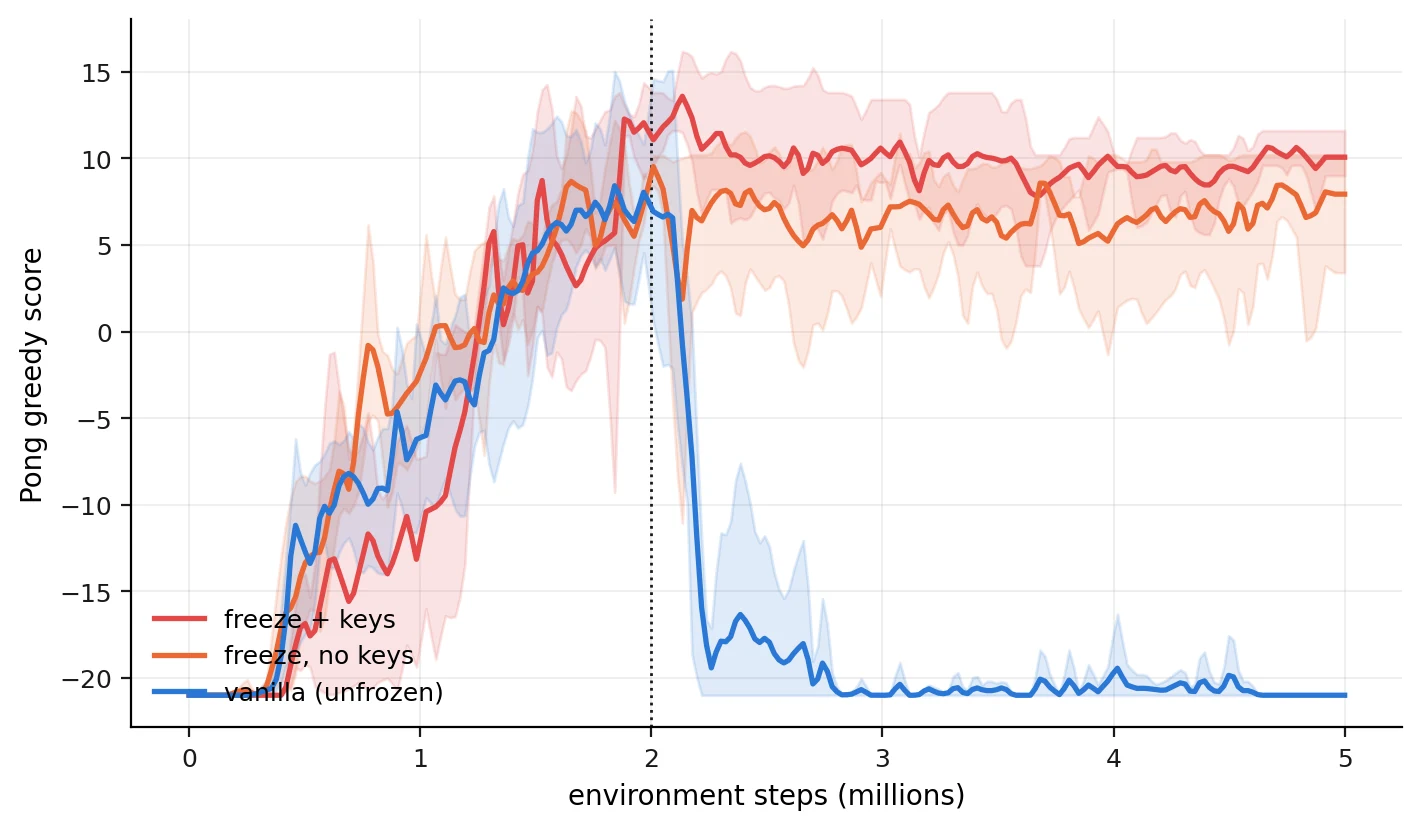 Pong greedy score
15
10
5
0
−5
−10
−15
−20
freeze + keys
freeze, no keys
vanilla (unfrozen)
0 1 2 3 4 5
environment steps (millions)